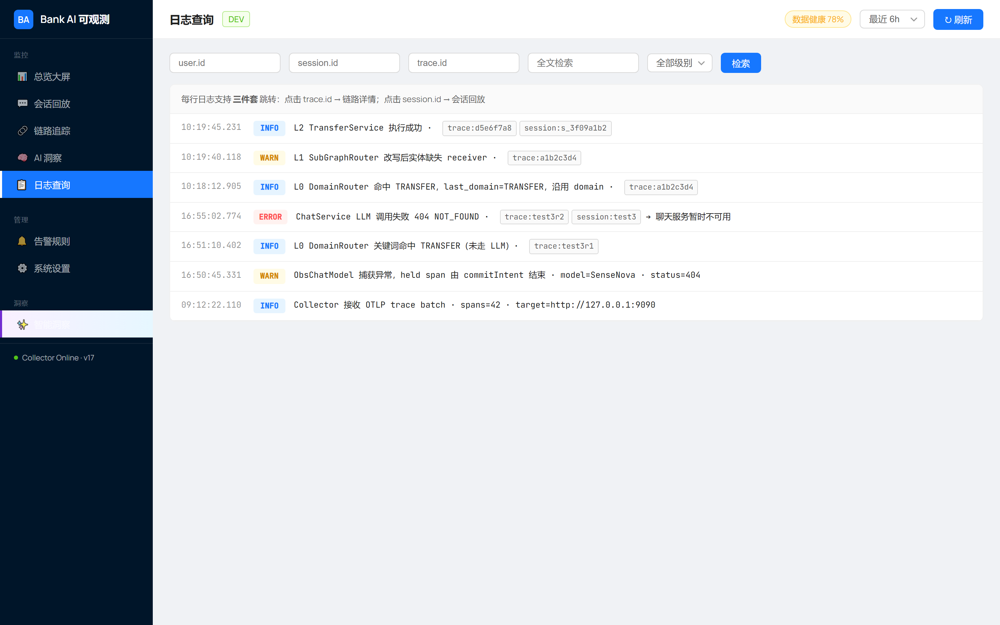 BA Bank AI 可观测
监控
总览大屏
会话回放
链路追踪
AI 洞察
日志查询
管理
告警规则
系统设置
洞察
智能洞察
Collector Online · v17
日志查询 DEV 数据健康 78% 最近 6h ↻ 刷新
user.id session.id trace.id 全文检索 全部级别 检索
每行日志支持 三件套 跳转：点击 trace.id → 链路详情；点击 session.id → 会话回放
10:19:45.231 INFO L2 TransferService 执行成功 · trace:d5e6f7a8 session:s_3f09a1b2
10:19:40.118 WARN L1 SubGraphRouter 改写后实体缺失 receiver · trace:a1b2c3d4
10:18:12.905 INFO L0 DomainRouter 命中 TRANSFER，last_domain=TRANSFER，沿用 domain · trace:a1b2c3d4
16:55:02.774 ERROR ChatService LLM 调用失败 404 NOT_FOUND · trace:test3r2 session:test3 → 聊天服务暂时不可用
16:51:10.402 INFO L0 DomainRouter 关键词命中 TRANSFER（未走 LLM）· trace:test3r1
16:50:45.331 WARN ObsChatModel 捕获异常，held span 由 commitIntent 结束 · model=SenseNova · status=404
09:12:22.110 INFO Collector 接收 OTLP trace batch · spans=42 · target=http://127.0.0.1:9090